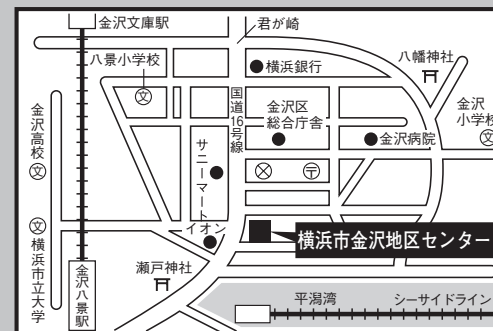 金沢文庫駅
君が崎
八景小学校
文
横浜銀行
八幡神社
国道16号線
金沢区
総合庁舎
金沢
小学校
文
金沢高校
文
金沢病院
サニーマート
イオン
文
横浜市立大学
横浜市金沢地区センター
瀬戸神社
金沢八景駅
平潟湾
シーサイドライン